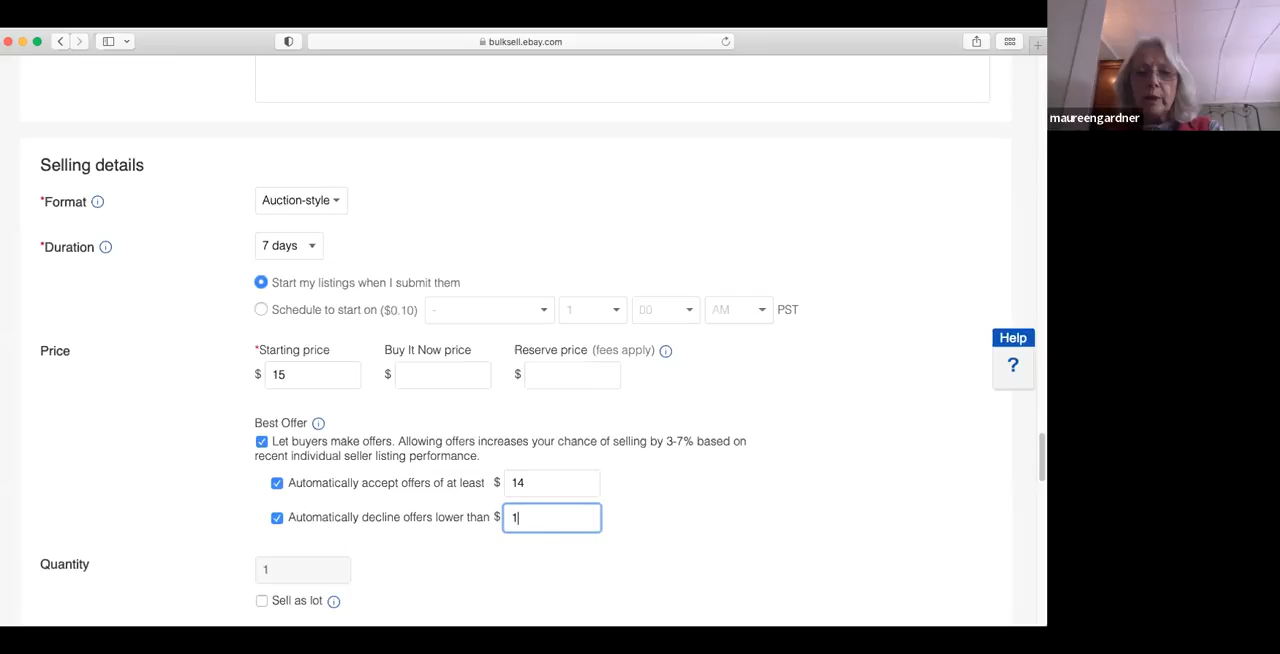 bulksell.ebay.com
maureengardner
Selling details
*Format
Auction-style
*Duration
7 days
Start my listings when I submit them
Schedule to start on ($0.10) - 1 00 AM PST
Help
?
Price
*Starting price Buy It Now price Reserve price (fees apply)
$ 15 $ $
Best Offer
Let buyers make offers. Allowing offers increases your chance of selling by 3-7% based on
recent individual seller listing performance.
Automatically accept offers of at least $ 14
Automatically decline offers lower than $ 1
Quantity
1
Sell as lot